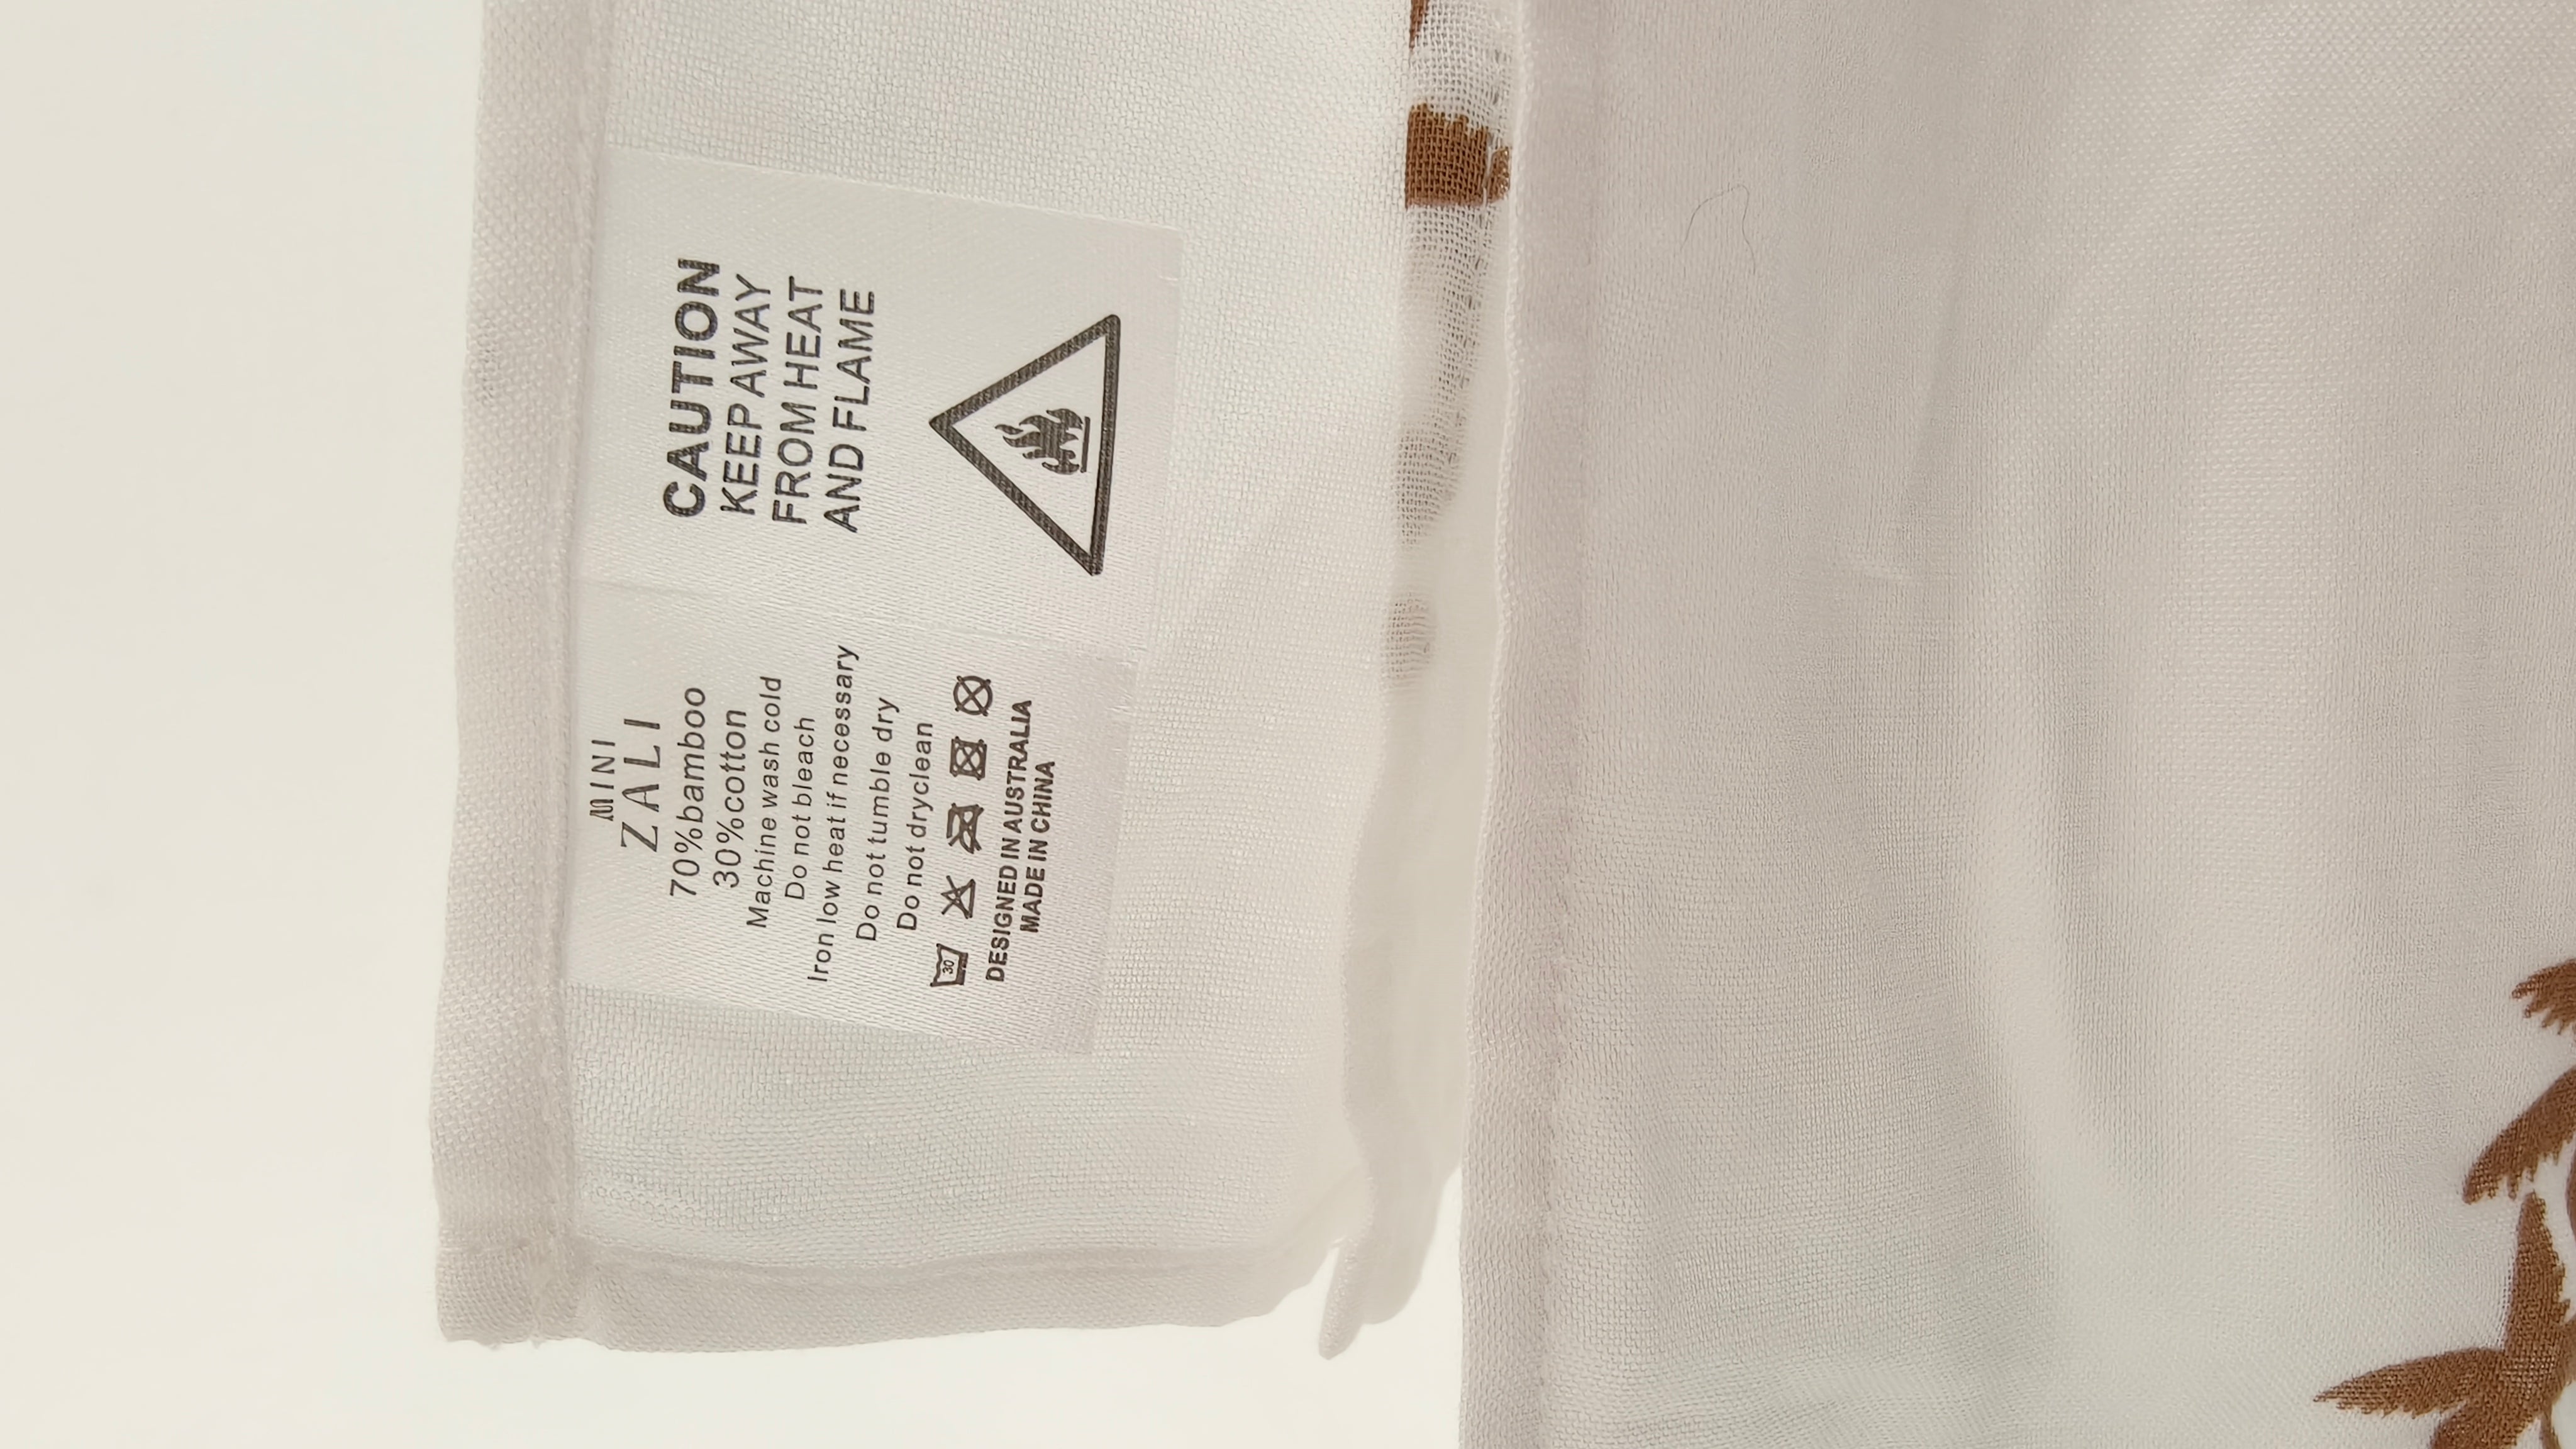 CAUTION
KEEP AWAY
FROM HEAT
AND FLAME
MINI
ZALI
70%bamboo
30%cotton
Machine wash cold
Do not bleach
Iron low heat if necessary
Do not tumble dry
Do not dryclean
30
DESIGNED IN AUSTRALIA
MADE IN CHINA